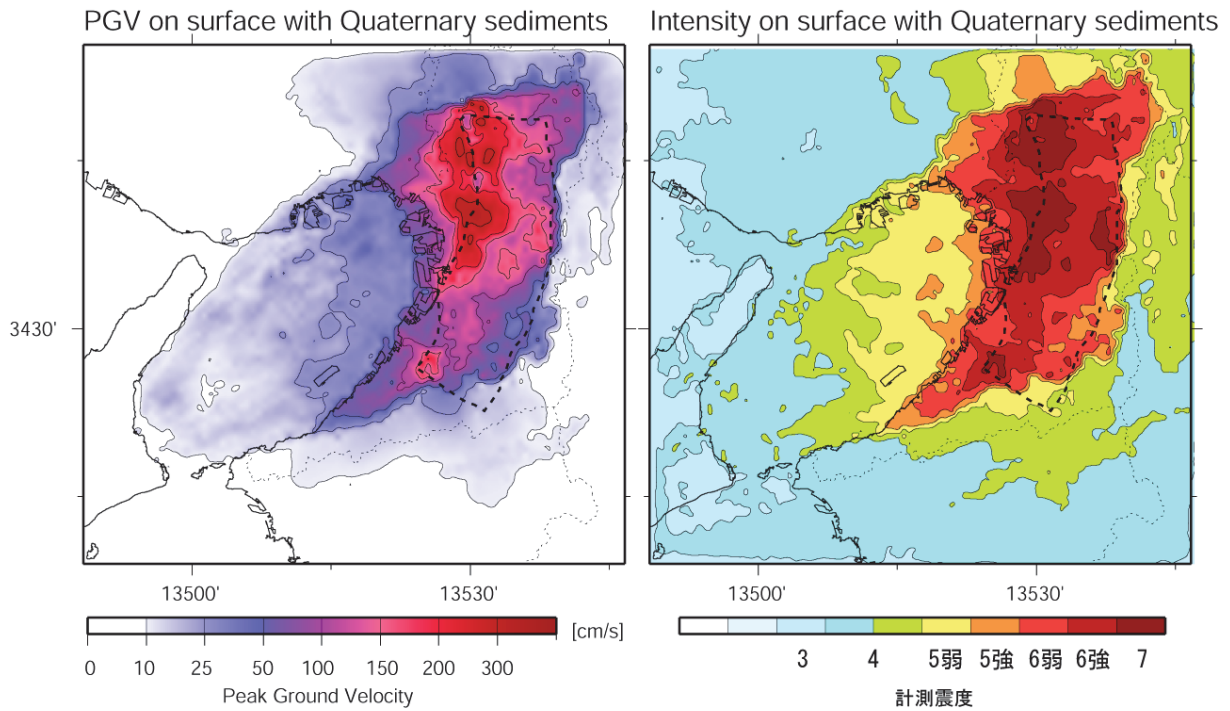 PGV on surface with Quaternary sediments
3430'
13500' 13530'
[cm/s]
0 10 25 50 100 150 200 300
Peak Ground Velocity
Intensity on surface with Quaternary sediments
13500' 13530'
3 4 5弱 5強 6弱 6強 7
計測震度